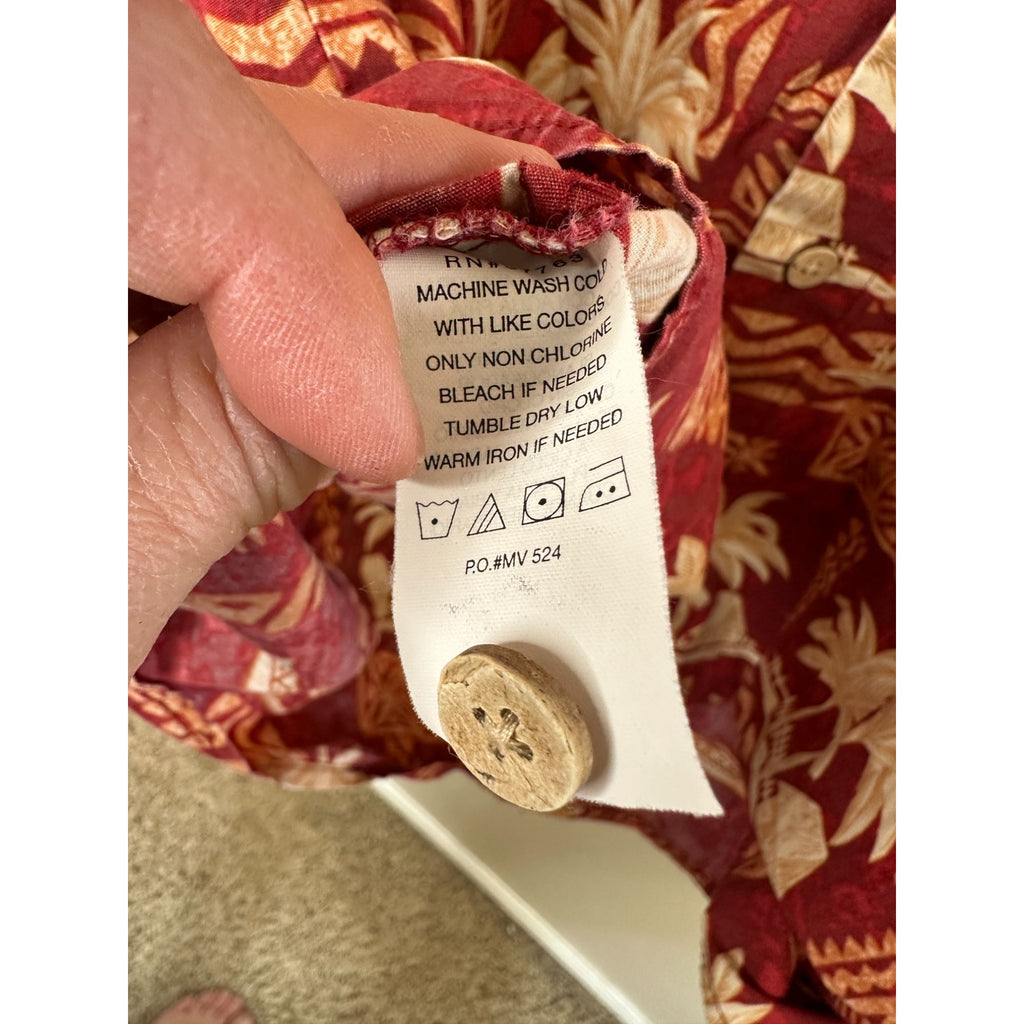 MACHINE WASH COLD
WITH LIKE COLORS
ONLY NON CHLORINE
BLEACH IF NEEDED
TUMBLE DRY LOW
WARM IRON IF NEEDED
P.O.#MV 524